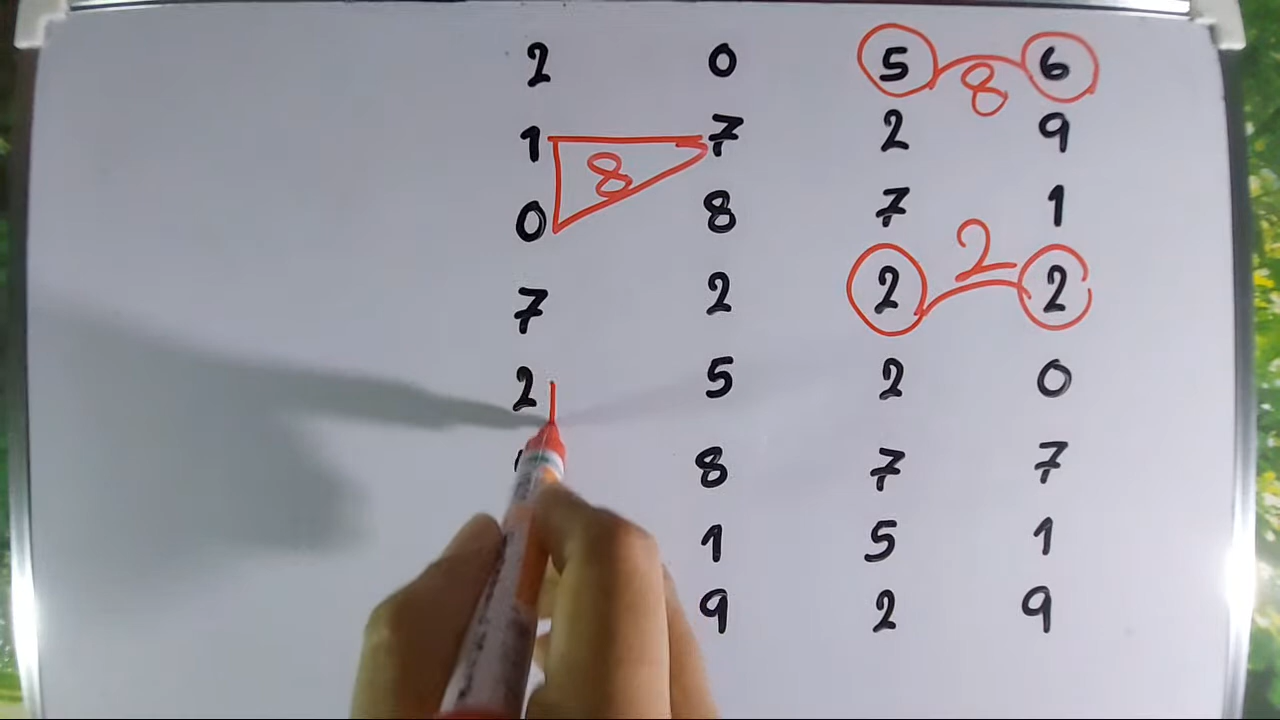 2 0 5 8 6
1 7 2 9
8
0 8 7 1
2
7 2 2 2
2 5 2 0
8 7 7
1 5 1
9 2 9